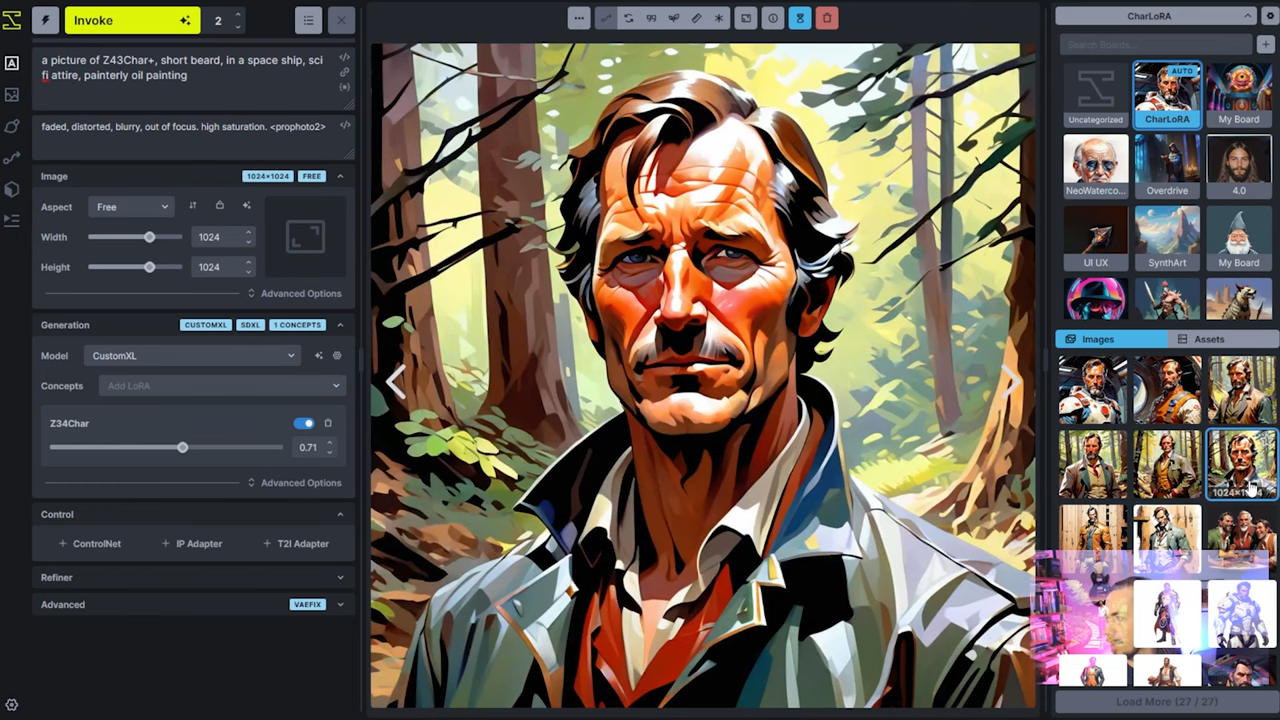 Invoke
2
CharLoRA
Search Boards...
a picture of Z43Char+, short beard, in a space ship, sci
fi attire, painterly oil painting
faded, distorted, blurry, out of focus. high saturation. <prophoto2>
Image
1024×1024
FREE
Aspect
Free
Width
1024
Height
1024
Advanced Options
Generation
CUSTOMXL
SDXL
1 CONCEPTS
Model
CustomXL
Concepts
Add LoRA
Z34Char
0.71
Advanced Options
Control
ControlNet
IP Adapter
T2I Adapter
Refiner
Advanced
VAEFIX
AUTO
Uncategorized
CharLoRA
My Board
NeoWaterco...
Overdrive
4.0
UI UX
SynthArt
My Board
Images
Assets
Load More (27 / 27)